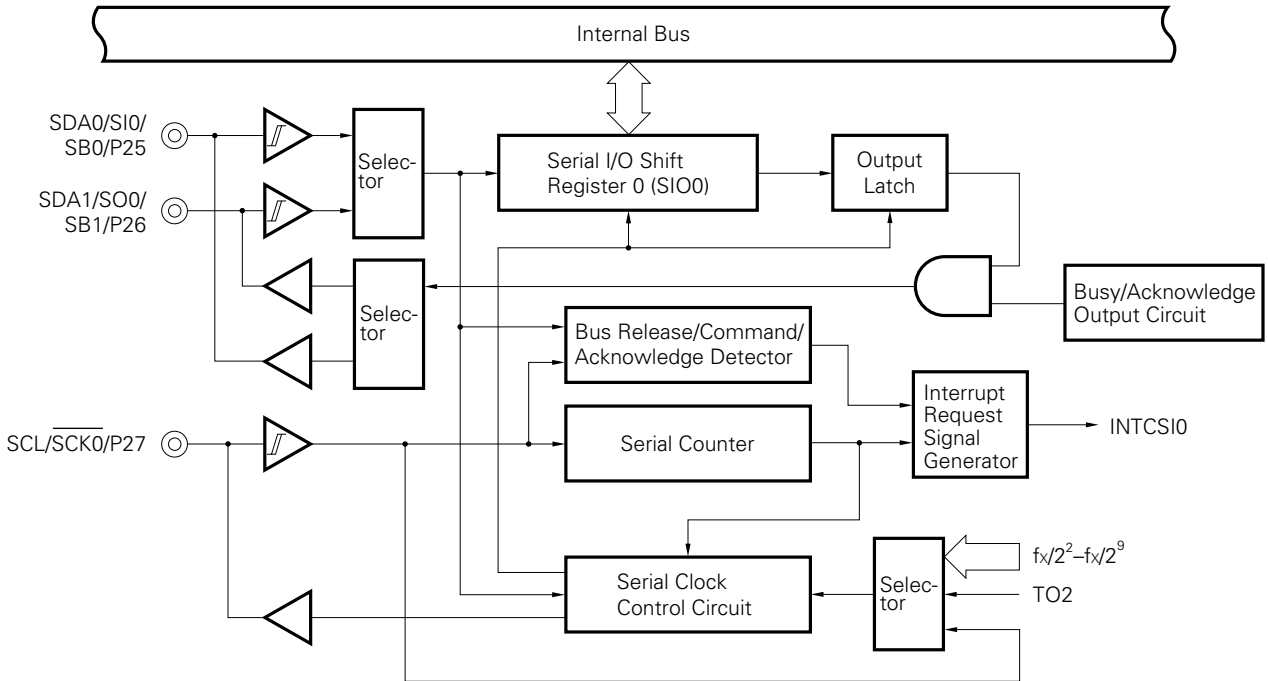 Internal Bus
SDA0/SI0/
SB0/P25
Selec-
tor
Serial I/O Shift
Register 0 (SIO0)
Output
Latch
SDA1/SO0/
SB1/P26
Selec-
tor
Busy/Acknowledge
Output Circuit
Bus Release/Command/
Acknowledge Detector
Interrupt
Request
Signal
Generator
INTCSI0
SCL/S̅C̅K̅0̅/P27
Serial Counter
Serial Clock
Control Circuit
Selec-
tor
fx/2²–fx/2⁹
TO2